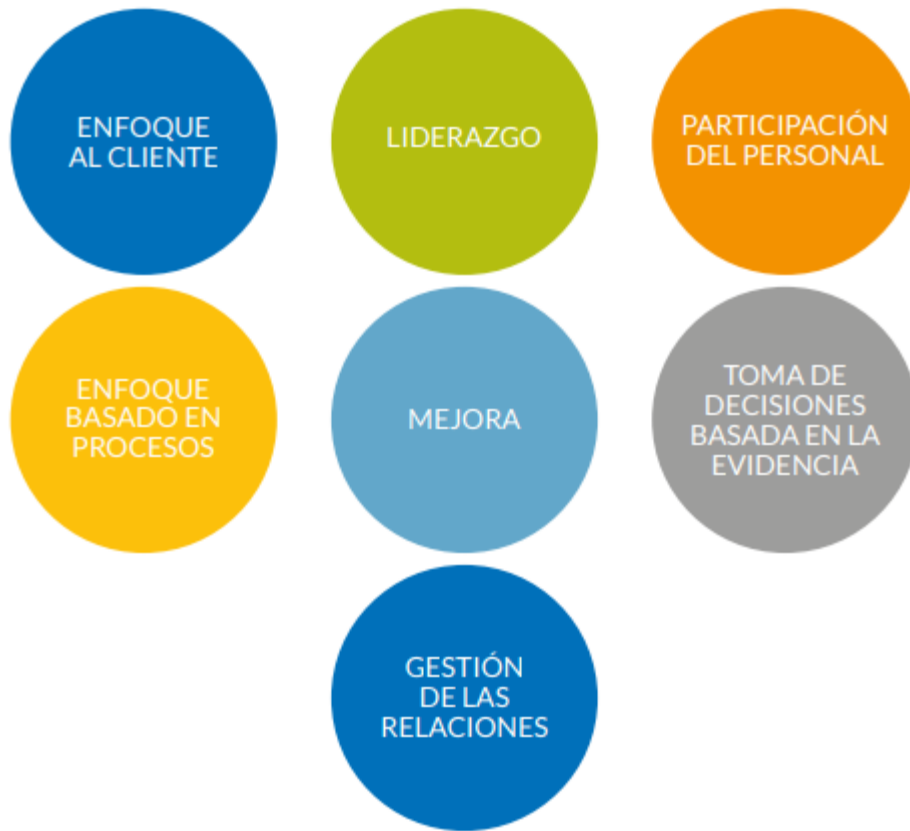 ENFOQUE
AL CLIENTE
LIDERAZGO
PARTICIPACIÓN
DEL PERSONAL
ENFOQUE
BASADO EN
PROCESOS
MEJORA
TOMA DE
DECISIONES
BASADA EN LA
EVIDENCIA
GESTIÓN
DE LAS
RELACIONES